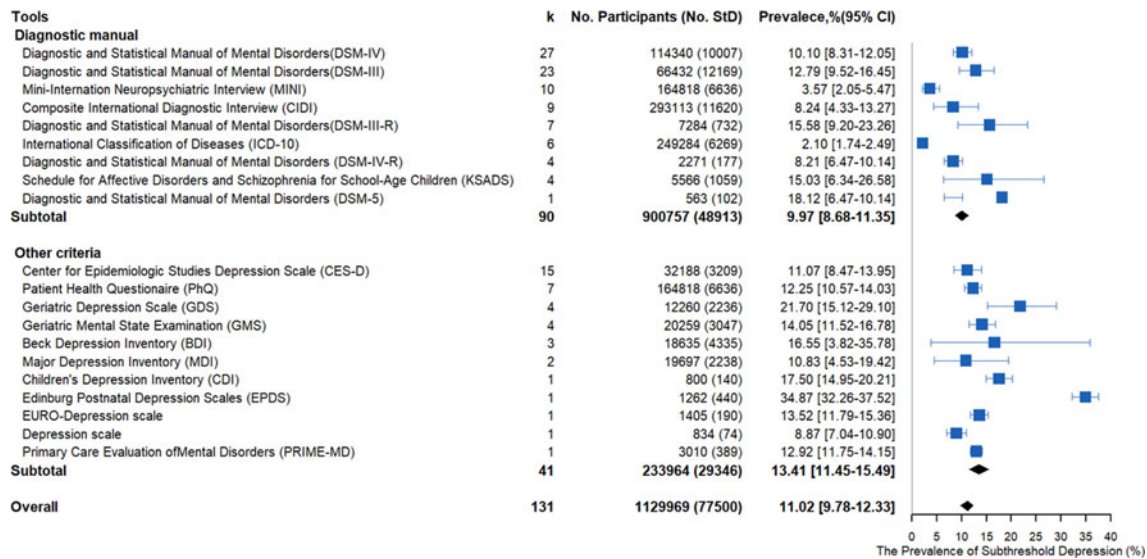 Tools k No. Participants (No. StD) Prevalece,%(95% CI)
Diagnostic manual
Diagnostic and Statistical Manual of Mental Disorders(DSM-IV) 27 114340 (10007) 10.10 [8.31-12.05]
Diagnostic and Statistical Manual of Mental Disorders(DSM-III) 23 66432 (12169) 12.79 [9.52-16.45]
Mini-Internation Neuropsychiatric Interview (MINI) 10 164818 (6636) 3.57 [2.05-5.47]
Composite International Diagnostic Interview (CIDI) 9 293113 (11620) 8.24 [4.33-13.27]
Diagnostic and Statistical Manual of Mental Disorders(DSM-III-R) 7 7284 (732) 15.58 [9.20-23.26]
International Classification of Diseases (ICD-10) 6 249284 (6269) 2.10 [1.74-2.49]
Diagnostic and Statistical Manual of Mental Disorders (DSM-IV-R) 4 2271 (177) 8.21 [6.47-10.14]
Schedule for Affective Disorders and Schizophrenia for School-Age Children (KSADS) 4 5566 (1059) 15.03 [6.34-26.58]
Diagnostic and Statistical Manual of Mental Disorders (DSM-5) 1 563 (102) 18.12 [6.47-10.14]
Subtotal 90 900757 (48913) 9.97 [8.68-11.35]
Other criteria
Center for Epidemiologic Studies Depression Scale (CES-D) 15 32188 (3209) 11.07 [8.47-13.95]
Patient Health Questionaire (PhQ) 7 164818 (6636) 12.25 [10.57-14.03]
Geriatric Depression Scale (GDS) 4 12260 (2236) 21.70 [15.12-29.10]
Geriatric Mental State Examination (GMS) 4 20259 (3047) 14.05 [11.52-16.78]
Beck Depression Inventory (BDI) 3 18635 (4335) 16.55 [3.82-35.78]
Major Depression Inventory (MDI) 2 19697 (2238) 10.83 [4.53-19.42]
Children's Depression Inventory (CDI) 1 800 (140) 17.50 [14.95-20.21]
Edinburg Postnatal Depression Scales (EPDS) 1 1262 (440) 34.87 [32.26-37.52]
EURO-Depression scale 1 1405 (190) 13.52 [11.79-15.36]
Depression scale 1 834 (74) 8.87 [7.04-10.90]
Primary Care Evaluation ofMental Disorders (PRIME-MD) 1 3010 (389) 12.92 [11.75-14.15]
Subtotal 41 233964 (29346) 13.41 [11.45-15.49]
Overall 131 1129969 (77500) 11.02 [9.78-12.33]
0 5 10 15 20 25 30 35 40
The Prevalence of Subthreshold Depression (%)